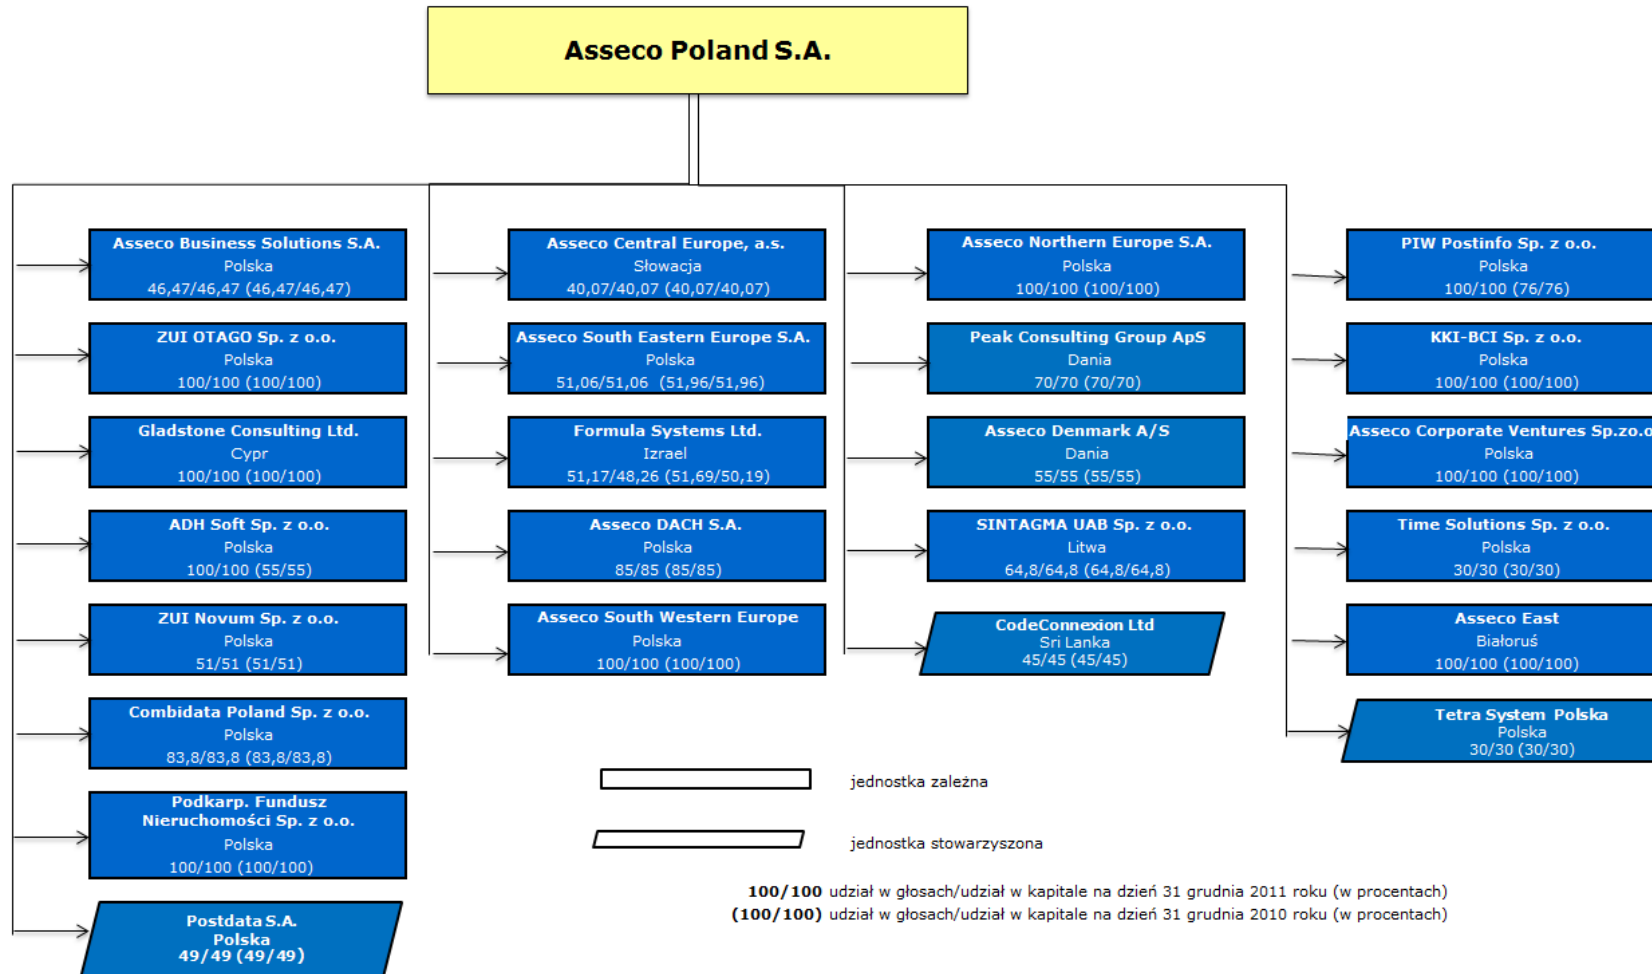 Asseco Poland S.A.
Asseco Business Solutions S.A.
Polska
46,47/46,47 (46,47/46,47)
ZUI OTAGO Sp. z o.o.
Polska
100/100 (100/100)
Gladstone Consulting Ltd.
Cypr
100/100 (100/100)
ADH Soft Sp. z o.o.
Polska
100/100 (55/55)
ZUI Novum Sp. z o.o.
Polska
51/51 (51/51)
Combidata Poland Sp. z o.o.
Polska
83,8/83,8 (83,8/83,8)
Podkarp. Fundusz
Nieruchomości Sp. z o.o.
Polska
100/100 (100/100)
Postdata S.A.
Polska
49/49 (49/49)
Asseco Central Europe, a.s.
Słowacja
40,07/40,07 (40,07/40,07)
Asseco South Eastern Europe S.A.
Polska
51,06/51,06 (51,96/51,96)
Formula Systems Ltd.
Izrael
51,17/48,26 (51,69/50,19)
Asseco DACH S.A.
Polska
85/85 (85/85)
Asseco South Western Europe
Polska
100/100 (100/100)
Asseco Northern Europe S.A.
Polska
100/100 (100/100)
Peak Consulting Group ApS
Dania
70/70 (70/70)
Asseco Denmark A/S
Dania
55/55 (55/55)
SINTAGMA UAB Sp. z o.o.
Litwa
64,8/64,8 (64,8/64,8)
CodeConnexion Ltd
Sri Lanka
45/45 (45/45)
PIW Postinfo Sp. z o.o.
Polska
100/100 (76/76)
KKI-BCI Sp. z o.o.
Polska
100/100 (100/100)
Asseco Corporate Ventures Sp.zo.o
Polska
100/100 (100/100)
Time Solutions Sp. z o.o.
Polska
30/30 (30/30)
Asseco East
Białoruś
100/100 (100/100)
Tetra System Polska
Polska
30/30 (30/30)
jednostka zależna
jednostka stowarzyszona
100/100 udział w głosach/udział w kapitale na dzień 31 grudnia 2011 roku (w procentach)
(100/100) udział w głosach/udział w kapitale na dzień 31 grudnia 2010 roku (w procentach)